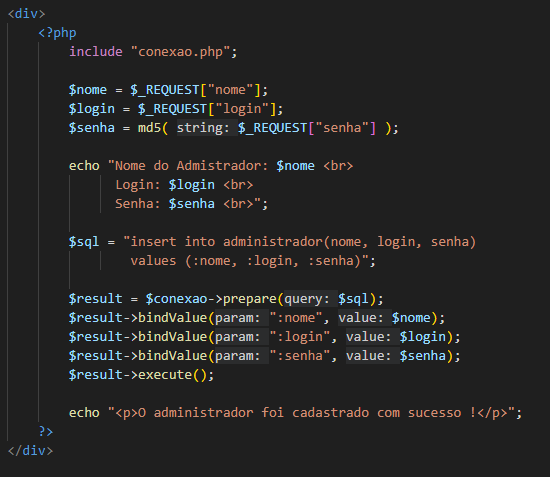 <div>
<?php
include "conexao.php";
$nome = $_REQUEST["nome"];
$login = $_REQUEST["login"];
$senha = md5( string: $_REQUEST["senha"] );
echo "Nome do Admistrador: $nome <br>
Login: $login <br>
Senha: $senha <br>";
$sql = "insert into administrador(nome, login, senha)
values (:nome, :login, :senha)";
$result = $conexao->prepare(query: $sql);
$result->bindValue(param: ":nome", value: $nome);
$result->bindValue(param: ":login", value: $login);
$result->bindValue(param: ":senha", value: $senha);
$result->execute();
echo "<p>O administrador foi cadastrado com sucesso !</p>";
?>
</div>